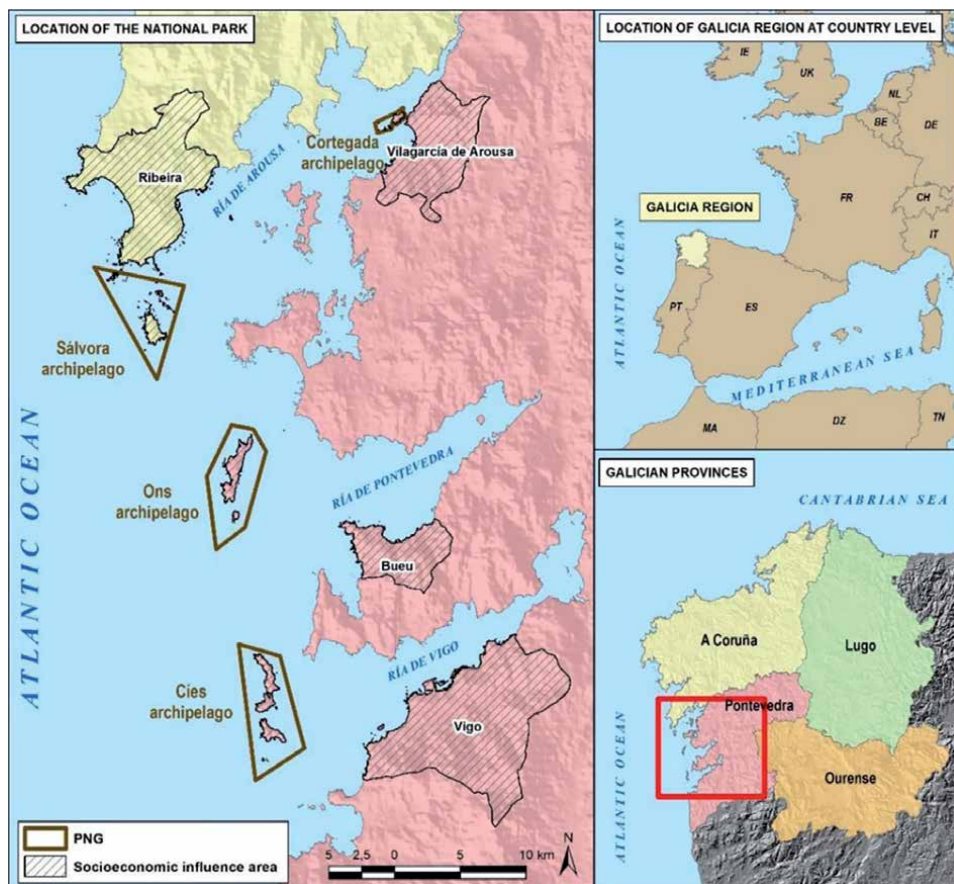 LOCATION OF THE NATIONAL PARK
Cortegada
archipelago
Vilagarcía de Arousa
Ribeira
RÍA DE AROUSA
Sálvora
archipelago
ATLANTIC OCEAN
Ons
archipelago
RÍA DE PONTEVEDRA
Bueu
RÍA DE VIGO
Cíes
archipelago
Vigo
PNG
Socioeconomic influence area
5 2,5 0 5 10 km
N
LOCATION OF GALICIA REGION AT COUNTRY LEVEL
IE
UK
NL
BE
DE
FR
CH
IT
GALICIA REGION
ATLANTIC OCEAN
PT
ES
MEDITERRANEAN SEA
MA
DZ
TN
GALICIAN PROVINCES
CANTABRIAN SEA
A Coruña
Lugo
Pontevedra
Ourense
ATLANTIC OCEAN